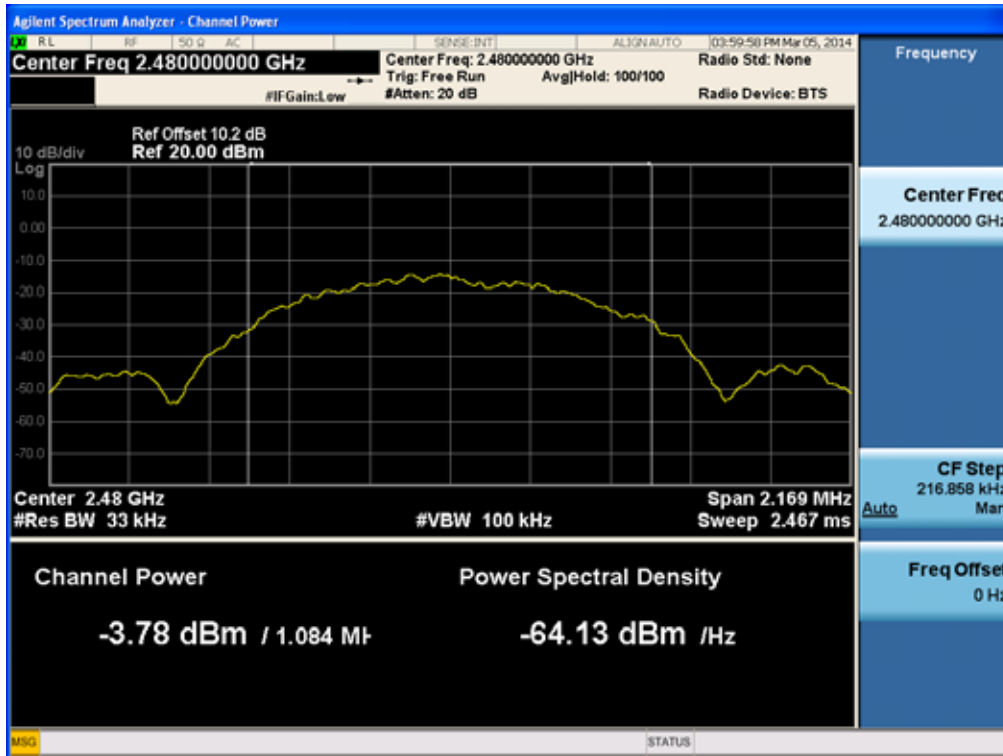 Agilent Spectrum Analyzer - Channel Power
LXI RL RF 50 Ω AC SENSE:INT ALIGN AUTO 03:59:58 PM Mar 05, 2014
Center Freq 2.480000000 GHz
Center Freq: 2.480000000 GHz
Radio Std: None
Trig: Free Run Avg|Hold: 100/100
#IFGain:Low
#Atten: 20 dB
Radio Device: BTS
Ref Offset 10.2 dB
10 dB/div Ref 20.00 dBm
Log
10.0
0.00
-10.0
-20.0
-30.0
-40.0
-50.0
-60.0
-70.0
Center 2.48 GHz Span 2.169 MHz
#Res BW 33 kHz #VBW 100 kHz Sweep 2.467 ms
Channel Power Power Spectral Density
-3.78 dBm / 1.084 MH -64.13 dBm /Hz
Frequency
Center Freq
2.480000000 GHz
CF Step
216.858 kHz
Auto Man
Freq Offset
0 Hz
MSG STATUS